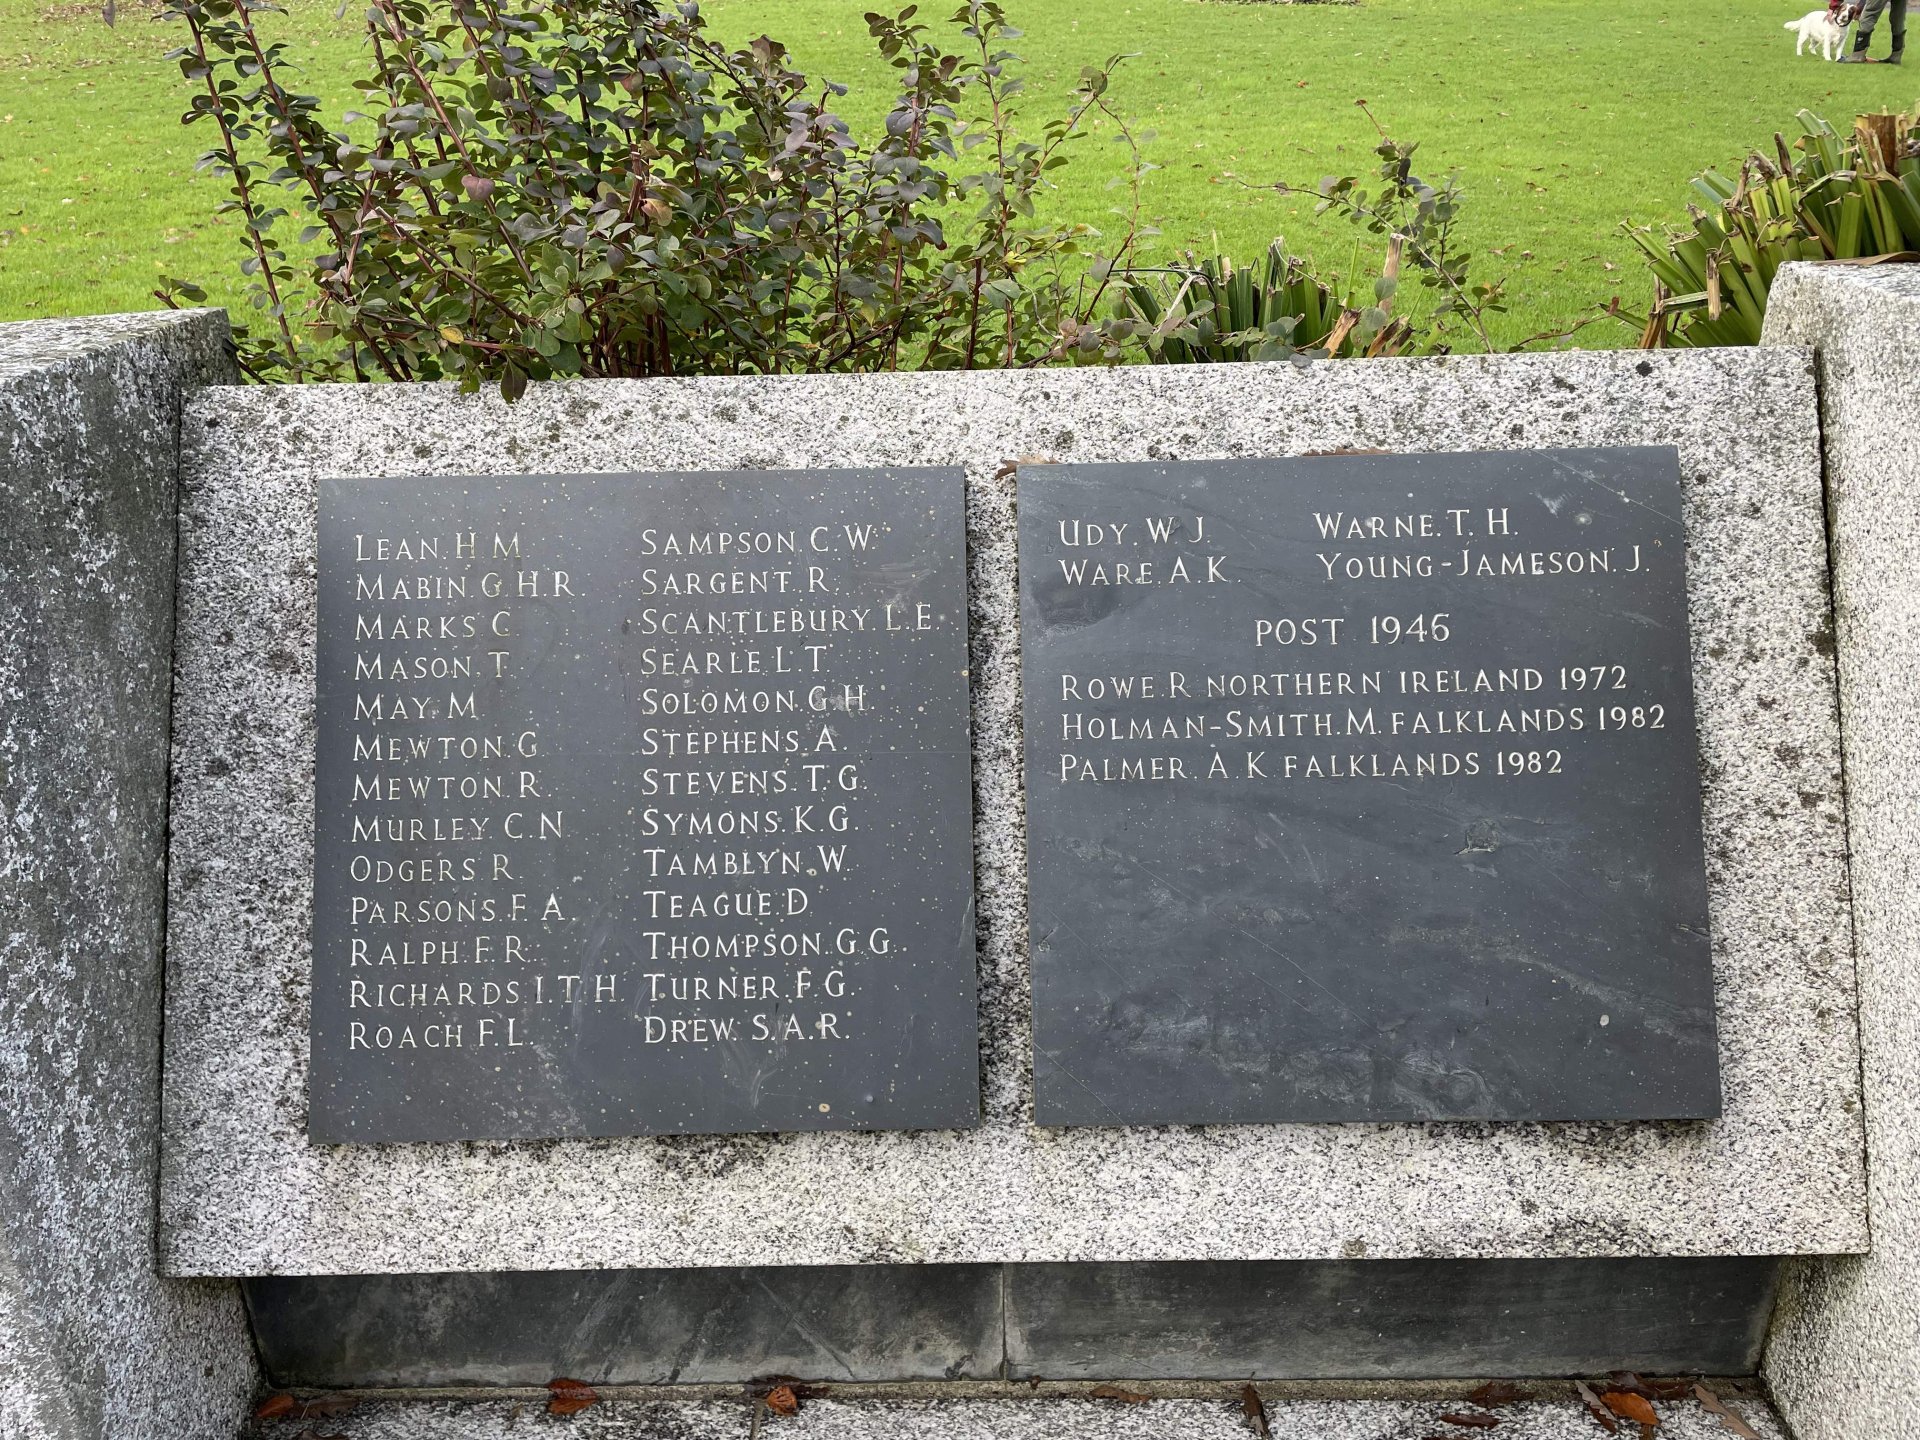 LEAN. H. M.
MABIN. G. H. R.
MARKS C
MASON. T
MAY. M
MEWTON. G
MEWTON. R.
MURLEY. C. N
ODGERS R.
PARSONS. F. A.
RALPH. F. R.
RICHARDS. I. T. H.
ROACH F. L.
SAMPSON. C. W.
SARGENT. R.
SCANTLEBURY. L. E.
SEARLE. L. T.
SOLOMON. G. H.
STEPHENS. A.
STEVENS. T. G.
SYMONS. K. G.
TAMBLYN. W.
TEAGUE. D
THOMPSON. G. G.
TURNER. F. G.
DREW. S. A. R.
UDY. W. J.
WARE. A. K.
WARNE. T. H.
YOUNG-JAMESON. J.
POST 1946
ROWE. R. NORTHERN IRELAND 1972
HOLMAN-SMITH. M. FALKLANDS 1982
PALMER. A. K FALKLANDS 1982